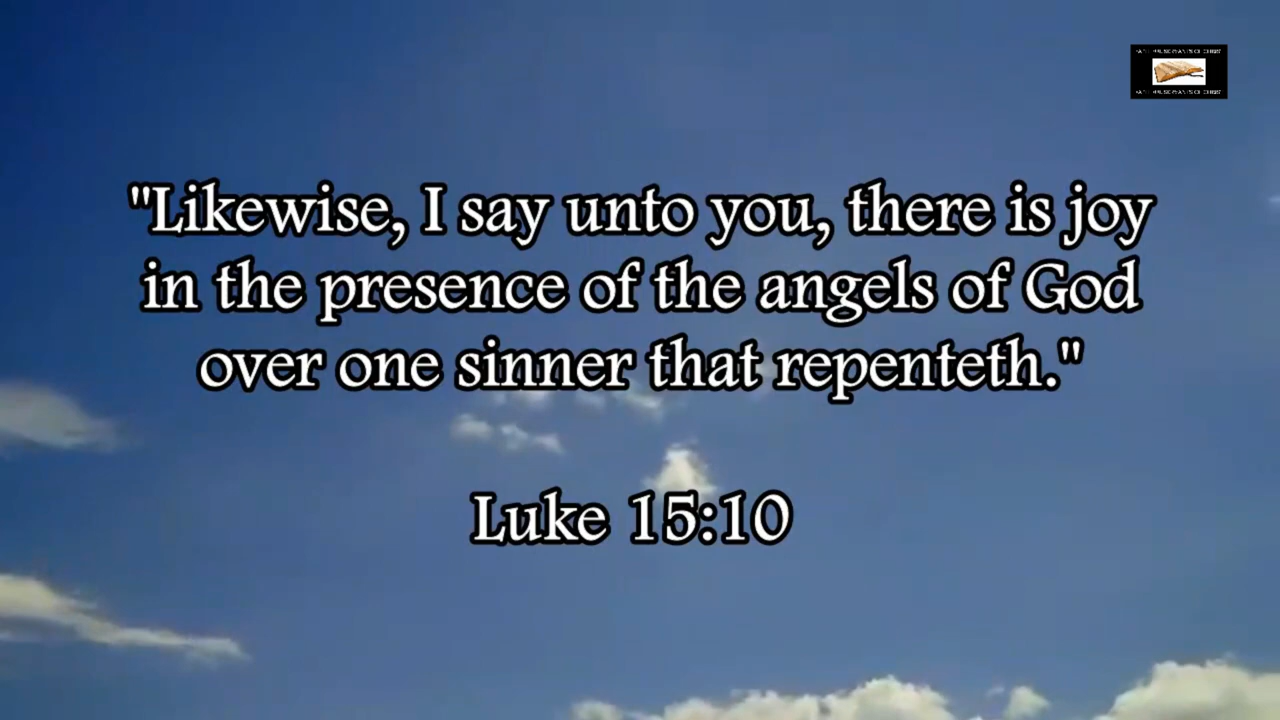 "Likewise, I say unto you, there is joy
in the presence of the angels of God
over one sinner that repenteth."
Luke 15:10